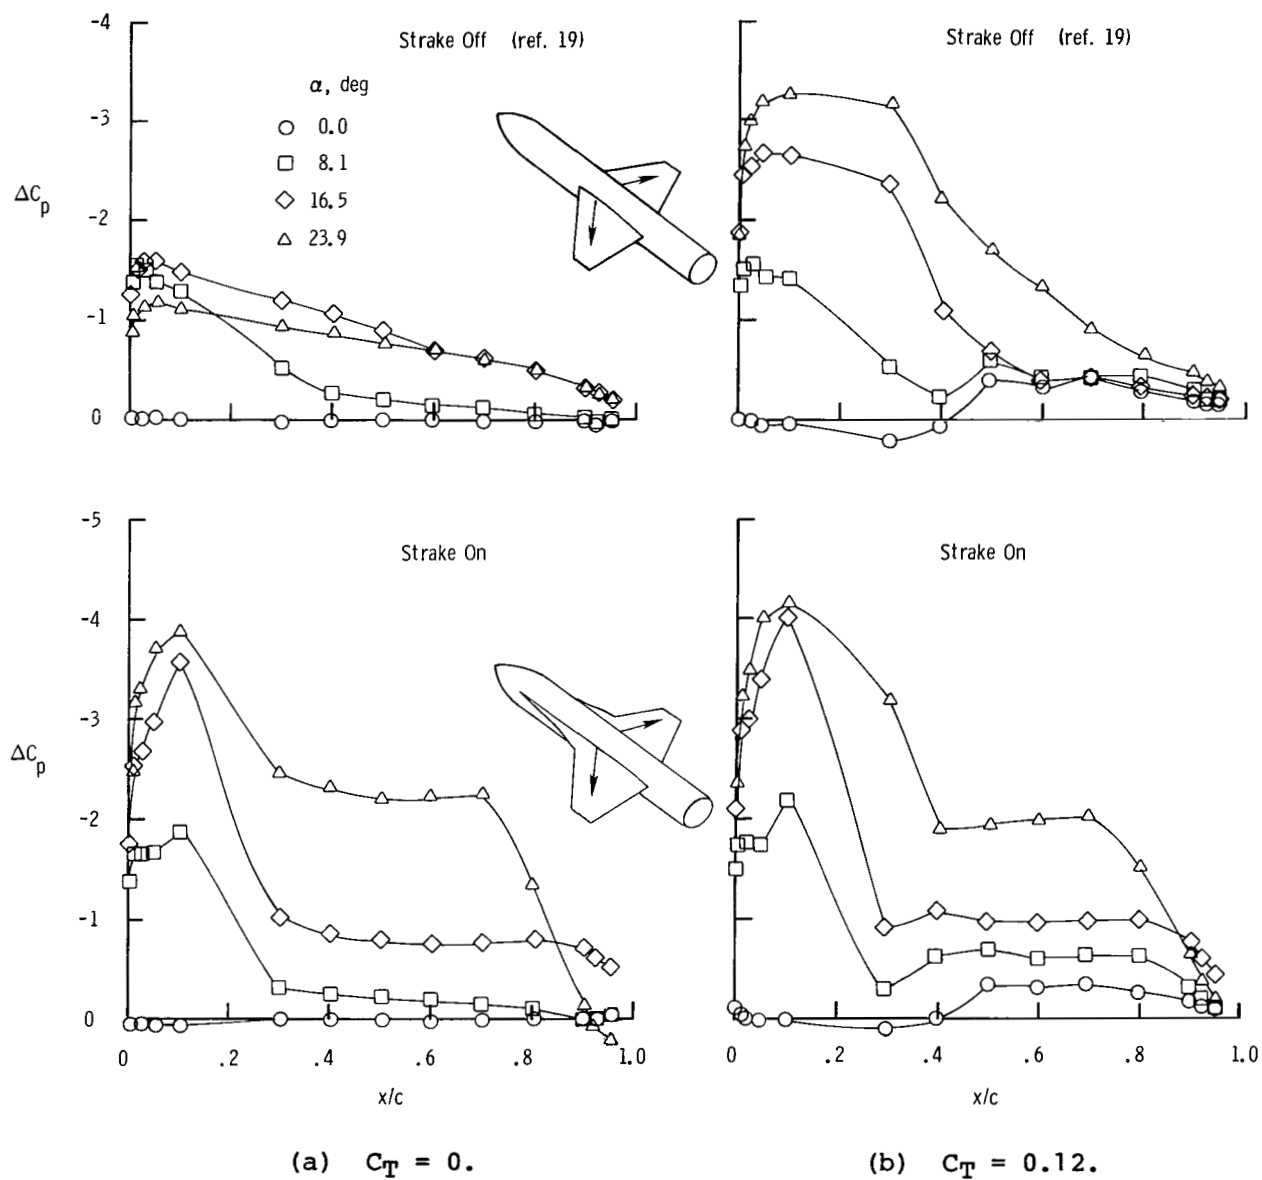 Strake Off (ref. 19)
Strake Off (ref. 19)
α, deg
0.0
8.1
16.5
23.9
ΔCp
-4
-3
-2
-1
0
Strake On
Strake On
ΔCp
-5
-4
-3
-2
-1
0
0 .2 .4 .6 .8 1.0
x/c
0 .2 .4 .6 .8 1.0
x/c
(a) CT = 0.
(b) CT = 0.12.